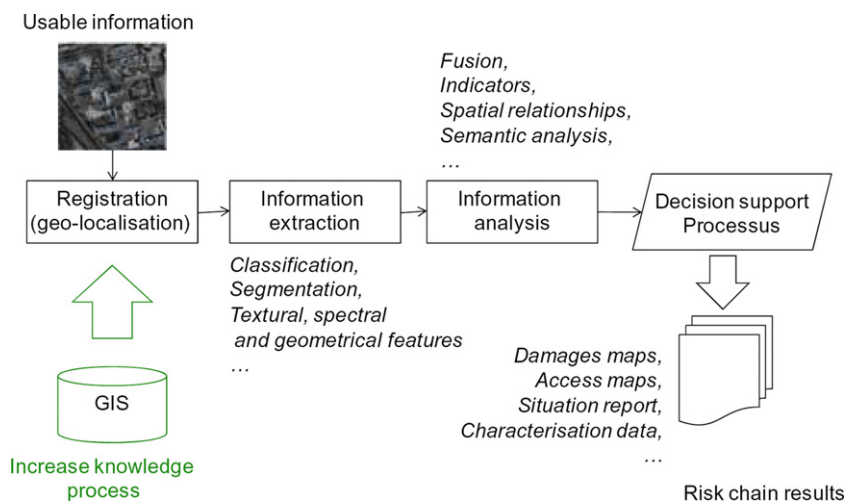 Usable information
Fusion,
Indicators,
Spatial relationships,
Semantic analysis,
...
Registration
(geo-localisation)
Information
extraction
Information
analysis
Decision support
Processus
Classification,
Segmentation,
Textural, spectral
and geometrical features
...
GIS
Increase knowledge
process
Damages maps,
Access maps,
Situation report,
Characterisation data,
...
Risk chain results